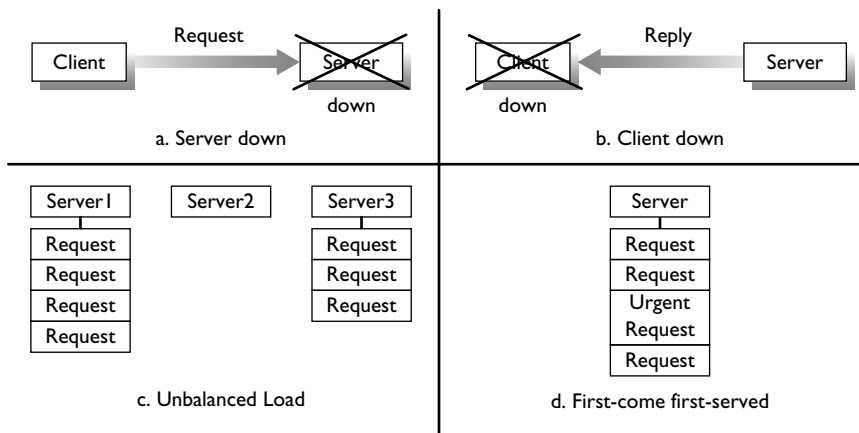 Request
Client
Server
down
a. Server down
Reply
Client
Server
down
b. Client down
Server1
Server2
Server3
Request
Request
Request
Request
Request
Request
Request
c. Unbalanced Load
Server
Request
Request
Urgent
Request
Request
d. First-come first-served